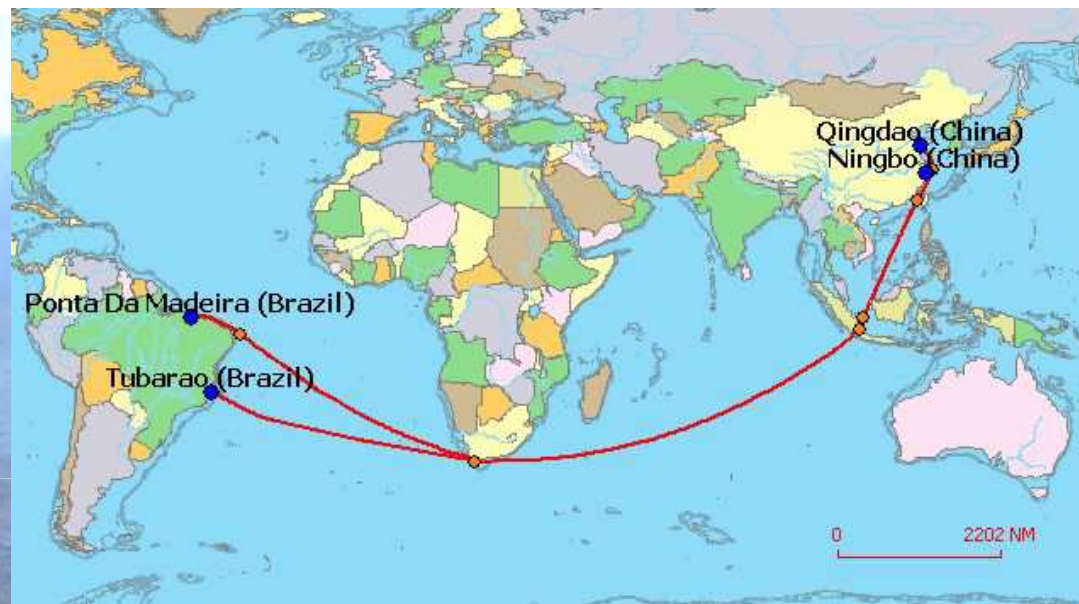 Qingdao (China)
Ningbo (China)
Ponta Da Madeira (Brazil)
Tubarao (Brazil)
0 2202 NM